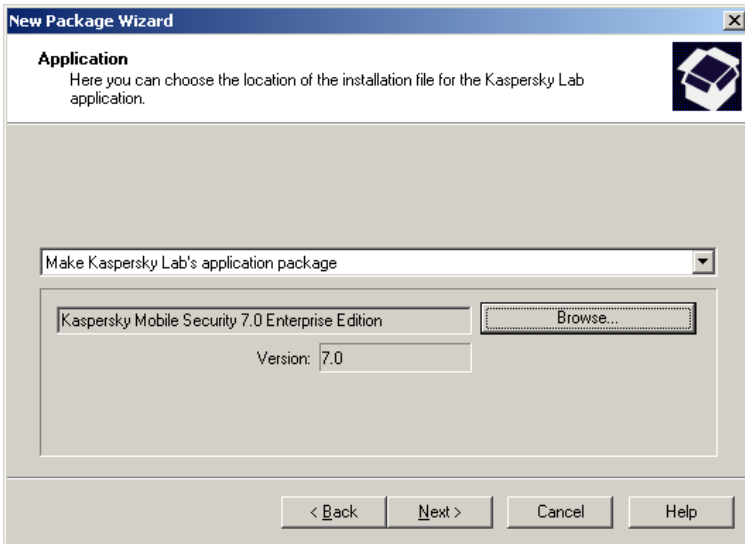 New Package Wizard
Application
Here you can choose the location of the installation file for the Kaspersky Lab
application.
Make Kaspersky Lab's application package
Kaspersky Mobile Security 7.0 Enterprise Edition
Browse...
Version: 7.0
< Back
Next >
Cancel
Help